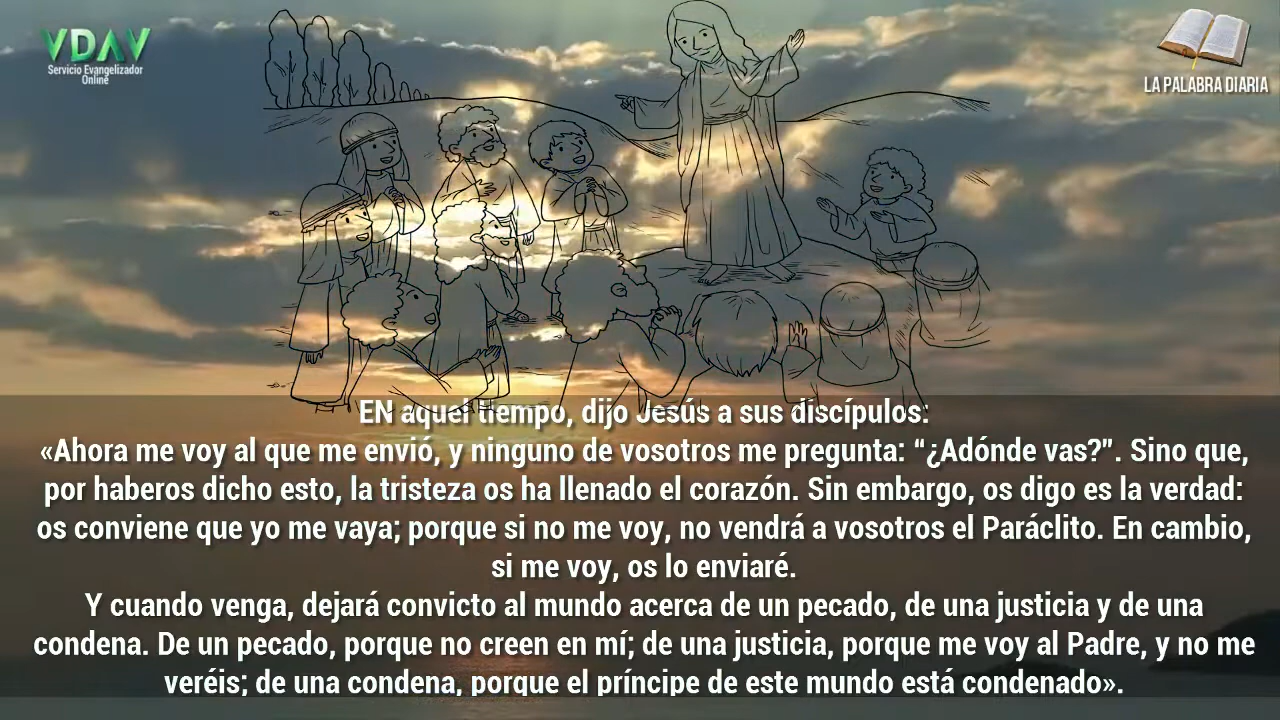 VDAV
Servicio Evangelizador
Online
LA PALABRA DIARIA
EN aquel tiempo, dijo Jesús a sus discípulos:
«Ahora me voy al que me envió, y ninguno de vosotros me pregunta: “¿Adónde vas?”. Sino que,
por haberos dicho esto, la tristeza os ha llenado el corazón. Sin embargo, os digo es la verdad:
os conviene que yo me vaya; porque si no me voy, no vendrá a vosotros el Paráclito. En cambio,
si me voy, os lo enviaré.
Y cuando venga, dejará convicto al mundo acerca de un pecado, de una justicia y de una
condena. De un pecado, porque no creen en mí; de una justicia, porque me voy al Padre, y no me
veréis; de una condena, porque el príncipe de este mundo está condenado».